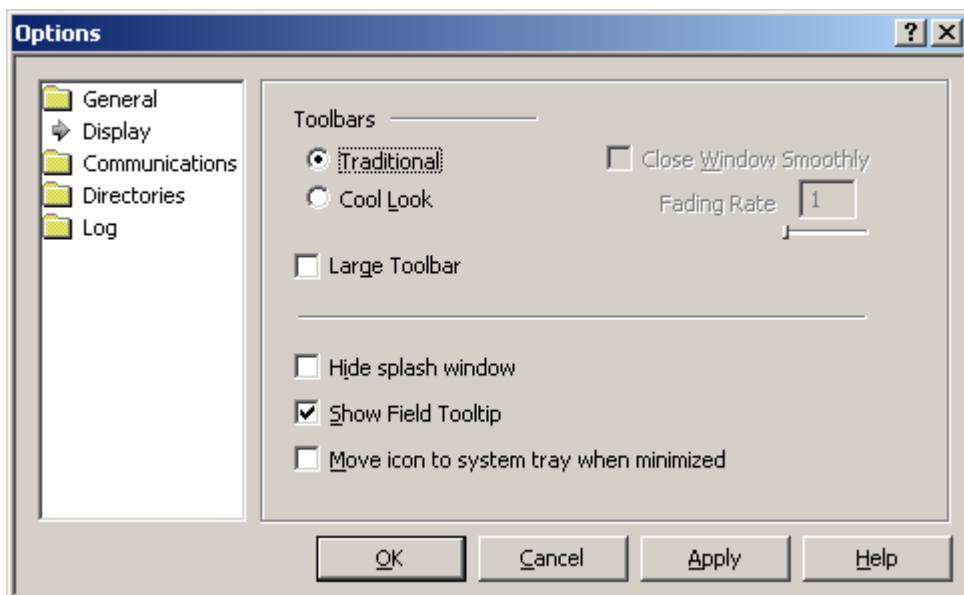 Options
General
Display
Communications
Directories
Log
Toolbars
Traditional
Cool Look
Close Window Smoothly
Fading Rate 1
Large Toolbar
Hide splash window
Show Field Tooltip
Move icon to system tray when minimized
OK Cancel Apply Help